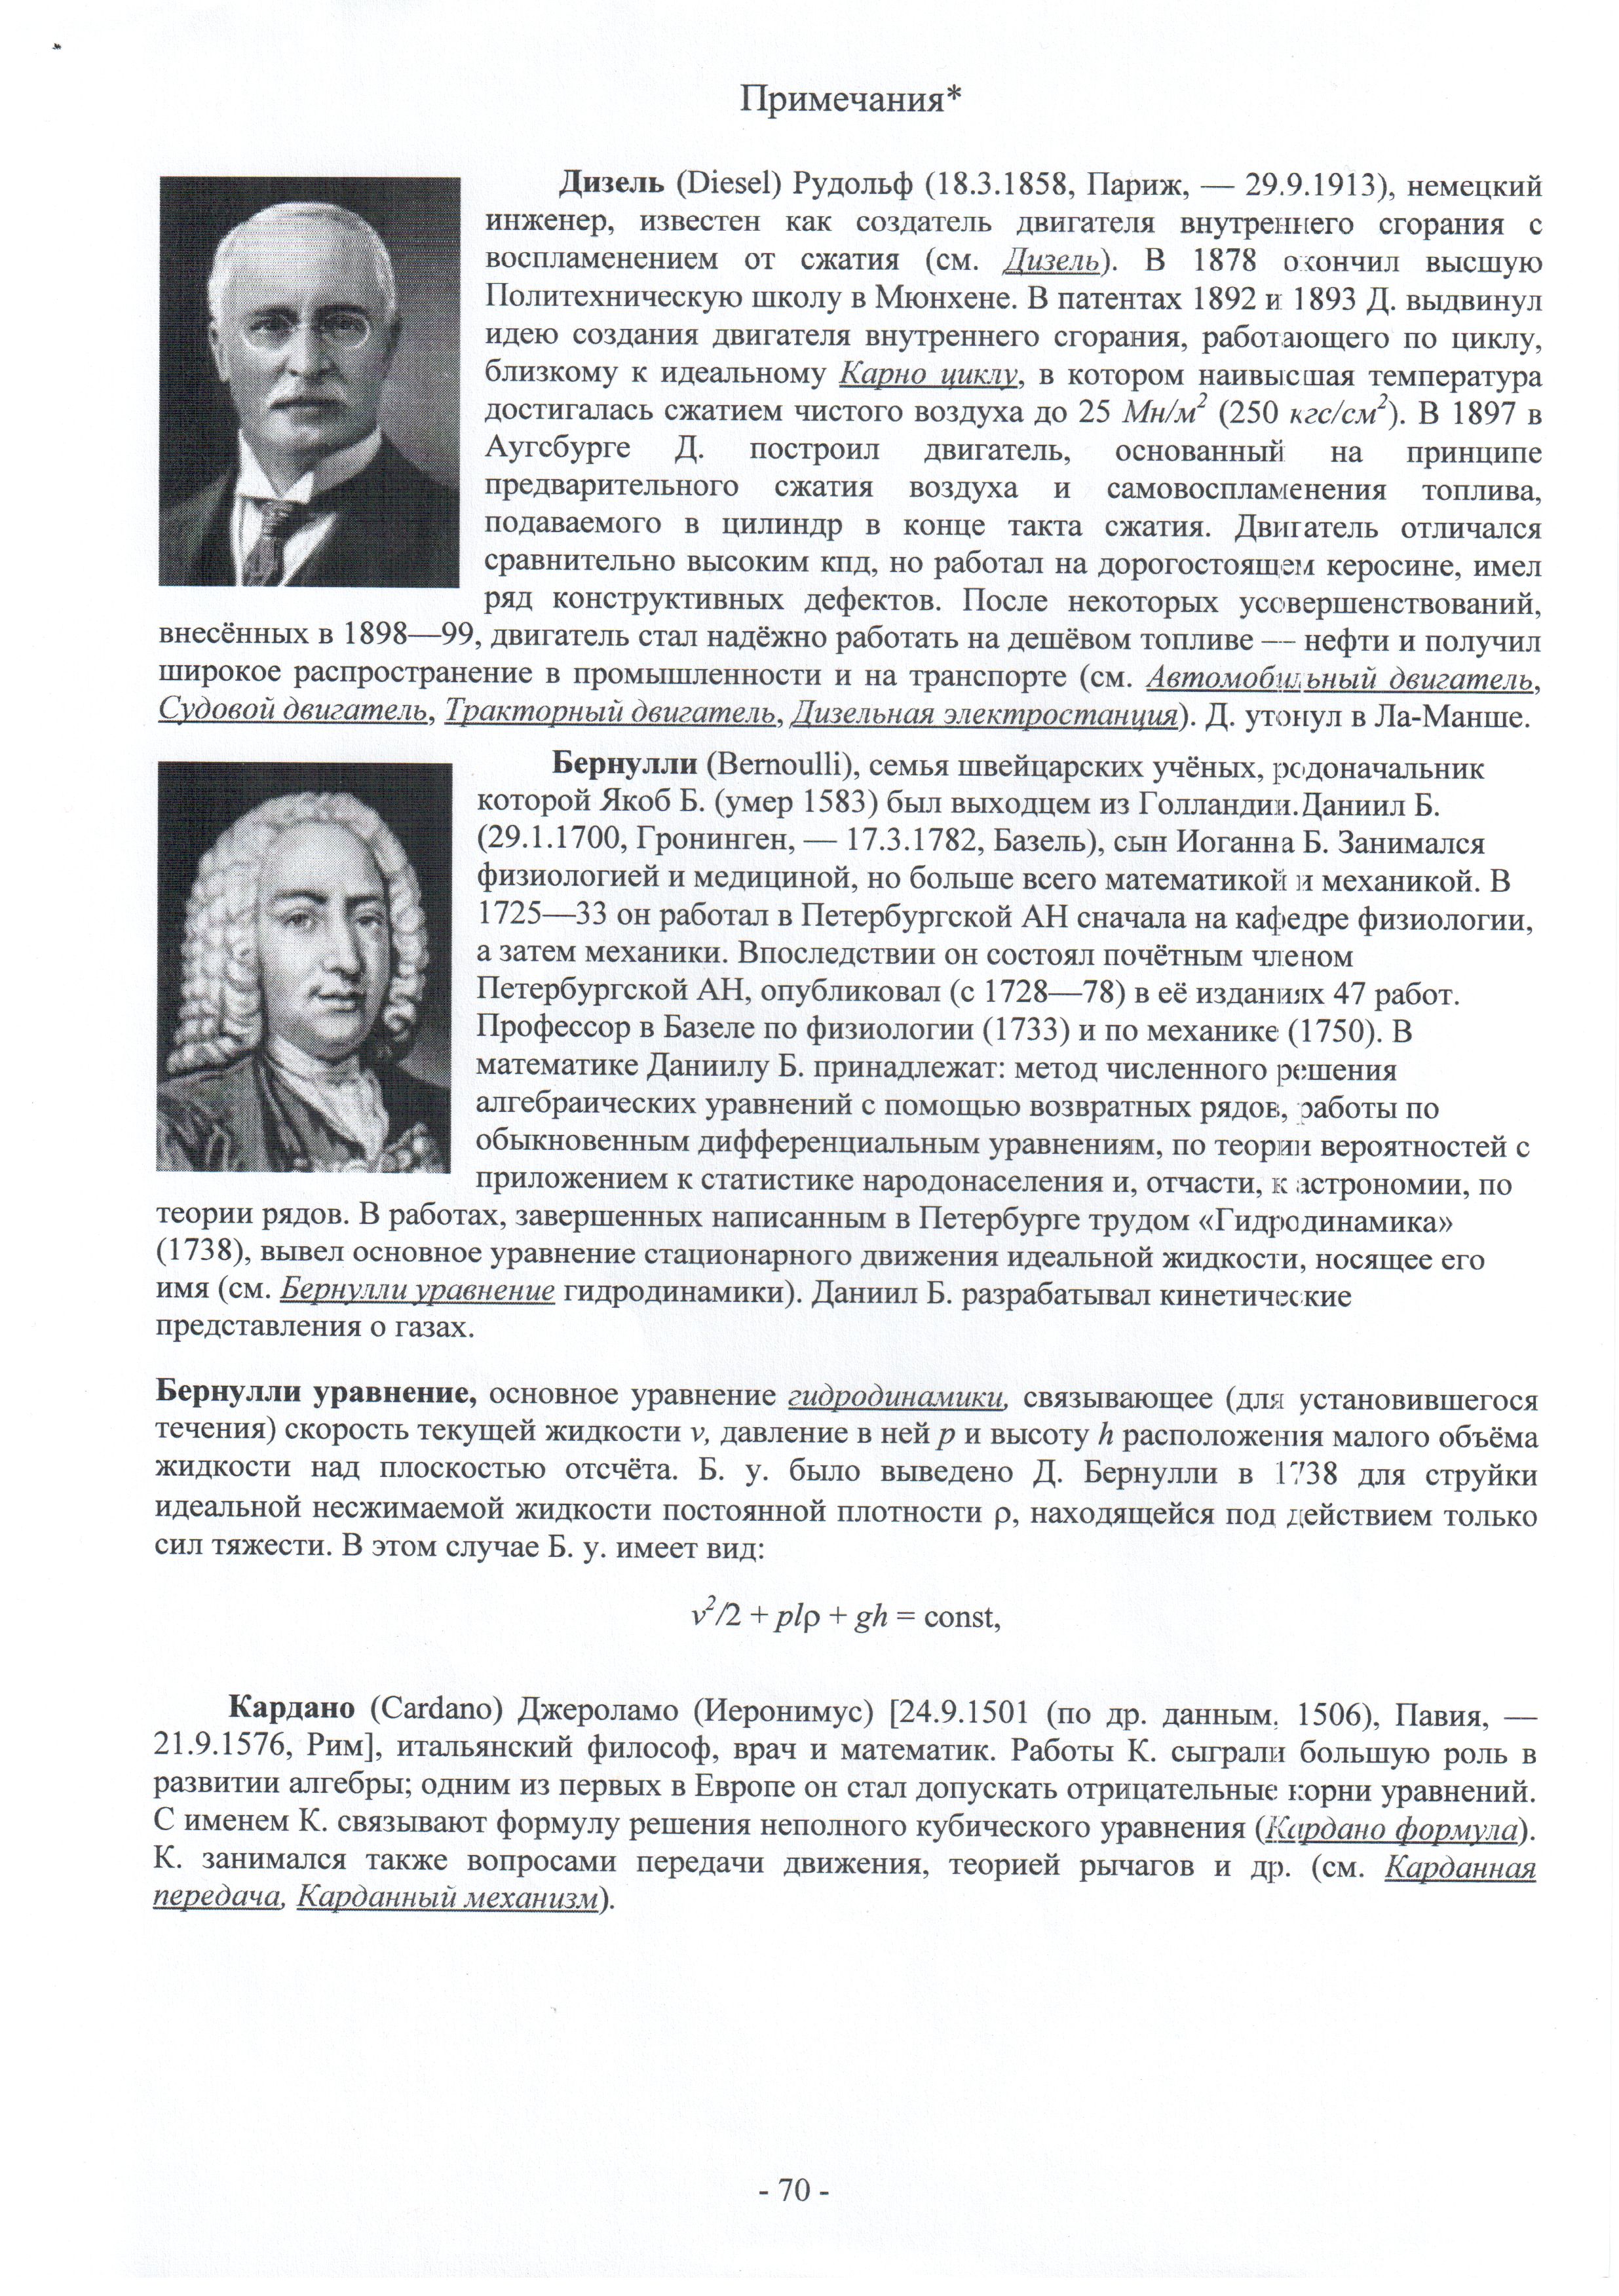 Примечания*
Дизель (Diesel) Рудольф (18.3.1858, Париж, — 29.9.1913), немецкий
инженер, известен как создатель двигателя внутреннего сгорания с
воспламенением от сжатия (см. Дизель). В 1878 окончил высшую
Политехническую школу в Мюнхене. В патентах 1892 и 1893 Д. выдвинул
идею создания двигателя внутреннего сгорания, работающего по циклу,
близкому к идеальному Карно циклу, в котором наивысшая температура
достигалась сжатием чистого воздуха до 25 Мн/м² (250 кгс/см²). В 1897 в
Аугсбурге Д. построил двигатель, основанный на принципе
предварительного сжатия воздуха и самовоспламенения топлива,
подаваемого в цилиндр в конце такта сжатия. Двигатель отличался
сравнительно высоким кпд, но работал на дорогостоящем керосине, имел
ряд конструктивных дефектов. После некоторых усовершенствований,
внесённых в 1898—99, двигатель стал надёжно работать на дешёвом топливе — нефти и получил
широкое распространение в промышленности и на транспорте (см. Автомобильный двигатель,
Судовой двигатель, Тракторный двигатель, Дизельная электростанция). Д. утонул в Ла-Манше.
Бернулли (Bernoulli), семья швейцарских учёных, родоначальник
которой Якоб Б. (умер 1583) был выходцем из Голландии.Даниил Б.
(29.1.1700, Гронинген, — 17.3.1782, Базель), сын Иоганна Б. Занимался
физиологией и медициной, но больше всего математикой и механикой. В
1725—33 он работал в Петербургской АН сначала на кафедре физиологии,
а затем механики. Впоследствии он состоял почётным членом
Петербургской АН, опубликовал (с 1728—78) в её изданиях 47 работ.
Профессор в Базеле по физиологии (1733) и по механике (1750). В
математике Даниилу Б. принадлежат: метод численного решения
алгебраических уравнений с помощью возвратных рядов, работы по
обыкновенным дифференциальным уравнениям, по теории вероятностей с
приложением к статистике народонаселения и, отчасти, к астрономии, по
теории рядов. В работах, завершенных написанным в Петербурге трудом «Гидродинамика»
(1738), вывел основное уравнение стационарного движения идеальной жидкости, носящее его
имя (см. Бернулли уравнение гидродинамики). Даниил Б. разрабатывал кинетические
представления о газах.
Бернулли уравнение, основное уравнение гидродинамики, связывающее (для установившегося
течения) скорость текущей жидкости v, давление в ней p и высоту h расположения малого объёма
жидкости над плоскостью отсчёта. Б. у. было выведено Д. Бернулли в 1738 для струйки
идеальной несжимаемой жидкости постоянной плотности ρ, находящейся под действием только
сил тяжести. В этом случае Б. у. имеет вид:
v²/2 + plρ + gh = const,
Кардано (Cardano) Джероламо (Иеронимус) [24.9.1501 (по др. данным, 1506), Павия, —
21.9.1576, Рим], итальянский философ, врач и математик. Работы К. сыграли большую роль в
развитии алгебры; одним из первых в Европе он стал допускать отрицательные корни уравнений.
С именем К. связывают формулу решения неполного кубического уравнения (Кардано формула).
К. занимался также вопросами передачи движения, теорией рычагов и др. (см. Карданная
передача, Карданный механизм).
- 70 -